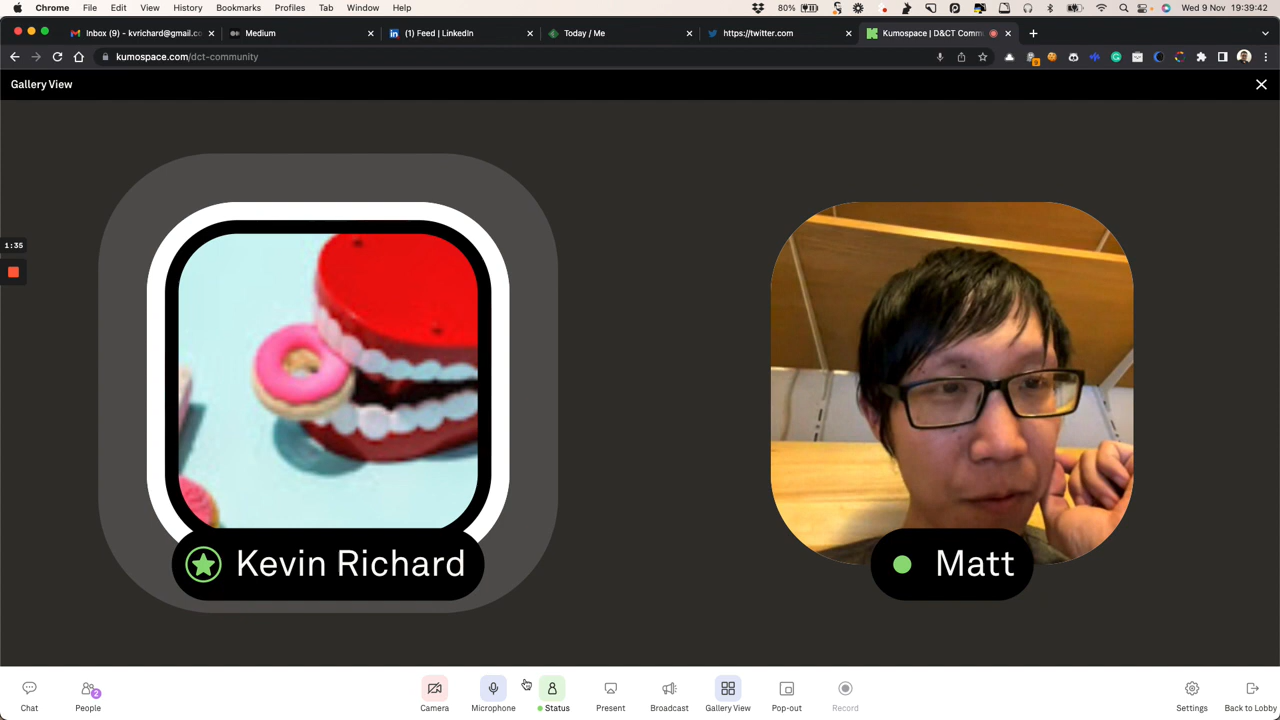 Chrome File Edit View History Bookmarks Profiles Tab Window Help 80% Wed 9 Nov 19:39:42
Inbox (9) - kvrichard@gmail.co Medium (1) Feed | LinkedIn Today / Me https://twitter.com Kumospace | D&CT Comm
kumospace.com/dct-community
Gallery View
1:35
Kevin Richard
Matt
2
Chat People Camera Microphone Status Present Broadcast Gallery View Pop-out Record Settings Back to Lobby